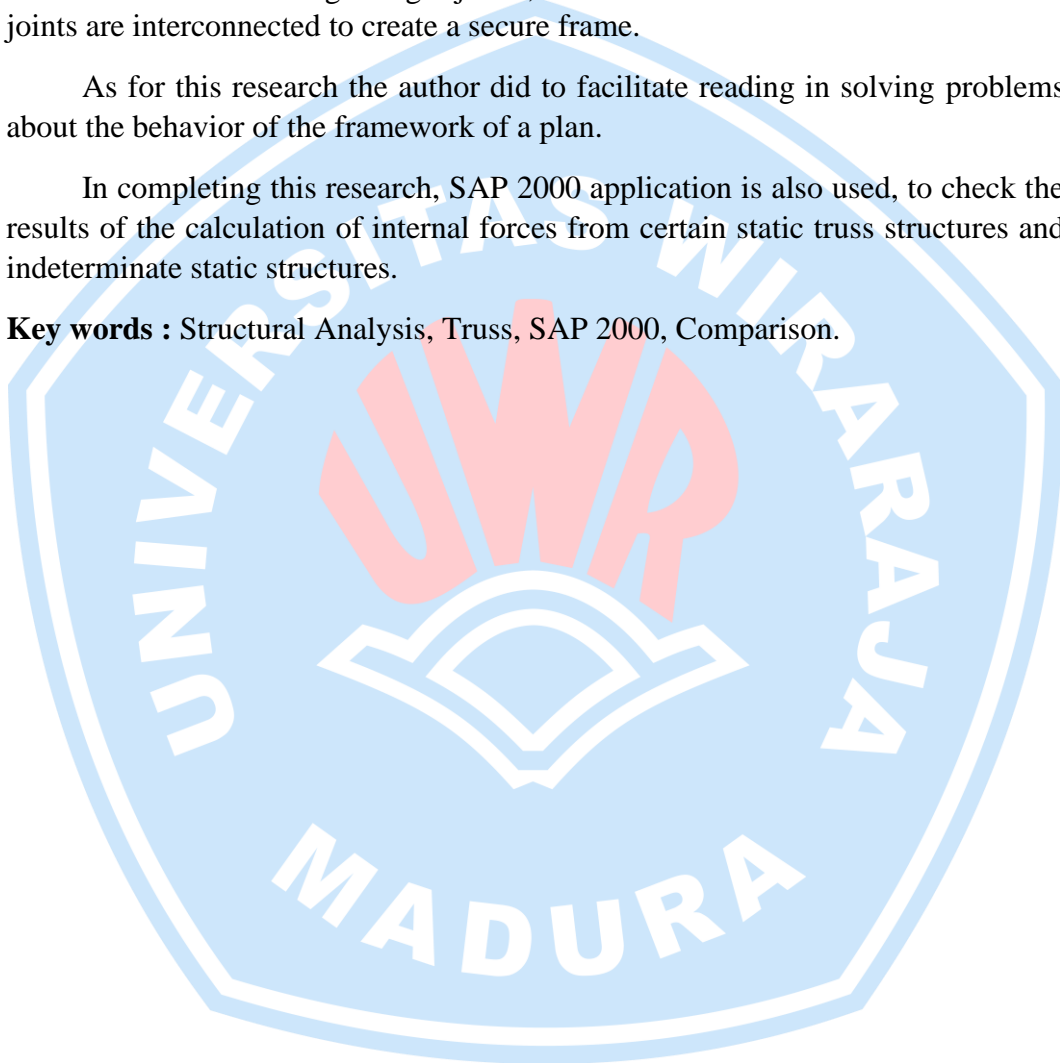 joints are interconnected to create a secure frame.
As for this research the author did to facilitate reading in solving problems
about the behavior of the framework of a plan.
In completing this research, SAP 2000 application is also used, to check the
results of the calculation of internal forces from certain static truss structures and
indeterminate static structures.
Key words : Structural Analysis, Truss, SAP 2000, Comparison.
UNIVERSITAS WIRARAJA
UWR
MADURA